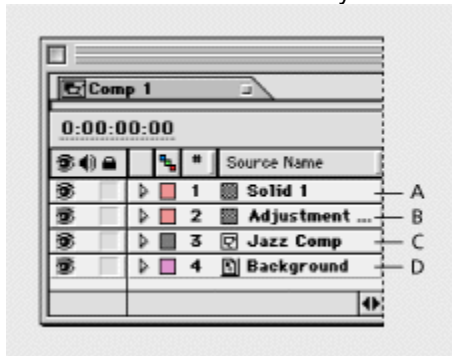 Comp 1
0:00:00:00
# Source Name
1 Solid 1 A
2 Adjustment ... B
3 Jazz Comp C
4 Background D